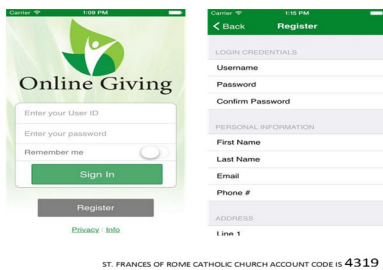 Carrier 1:09 PM
Online Giving
Enter your User ID
Enter your password
Remember me
Sign In
Register
Privacy | Info
Carrier 1:15 PM
Back Register
LOGIN CREDENTIALS
Username
Password
Confirm Password
PERSONAL INFORMATION
First Name
Last Name
Email
Phone #
ADDRESS
Line 1
ST. FRANCES OF ROME CATHOLIC CHURCH ACCOUNT CODE IS 4319